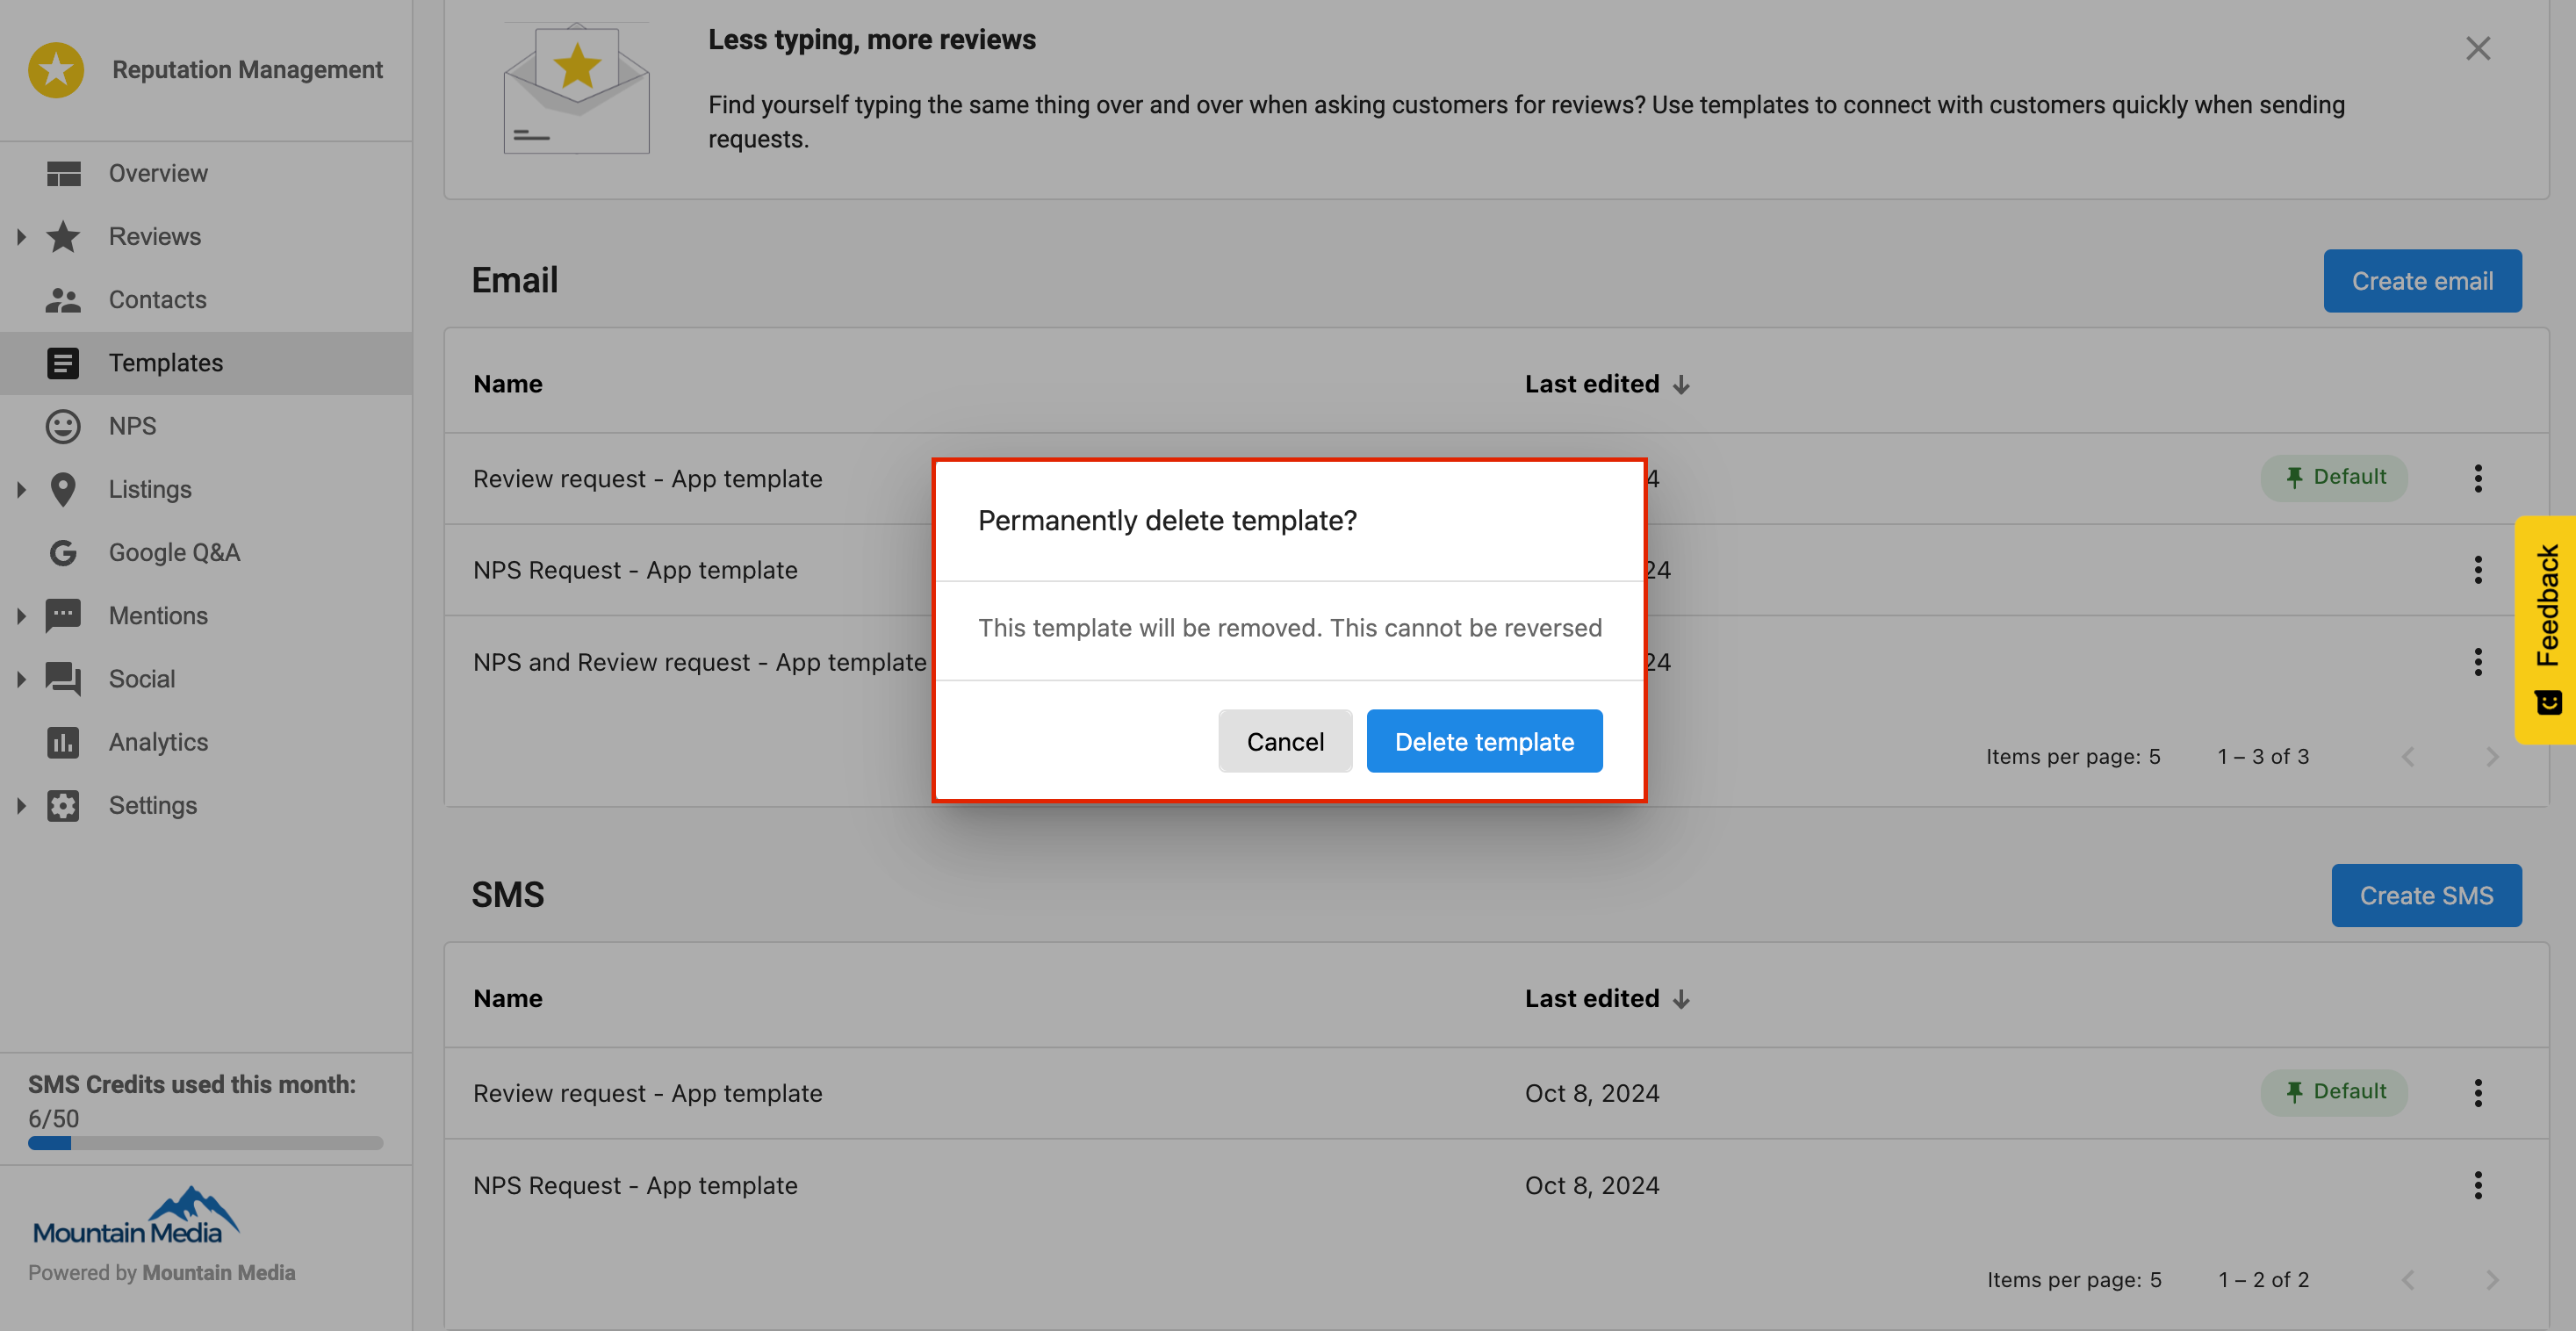 Reputation Management
Overview
Reviews
Contacts
Templates
NPS
Listings
Google Q&A
Mentions
Social
Analytics
Settings
SMS Credits used this month:
6/50
Mountain Media
Powered by Mountain Media
Less typing, more reviews
Find yourself typing the same thing over and over when asking customers for reviews? Use templates to connect with customers quickly when sending
requests.
Email
Create email
Name Last edited
Review request - App template 4 Default
NPS Request - App template 24
NPS and Review request - App template 24
Items per page: 5 1 – 3 of 3
Permanently delete template?
This template will be removed. This cannot be reversed
Cancel Delete template
SMS
Create SMS
Name Last edited
Review request - App template Oct 8, 2024 Default
NPS Request - App template Oct 8, 2024
Items per page: 5 1 – 2 of 2
Feedback